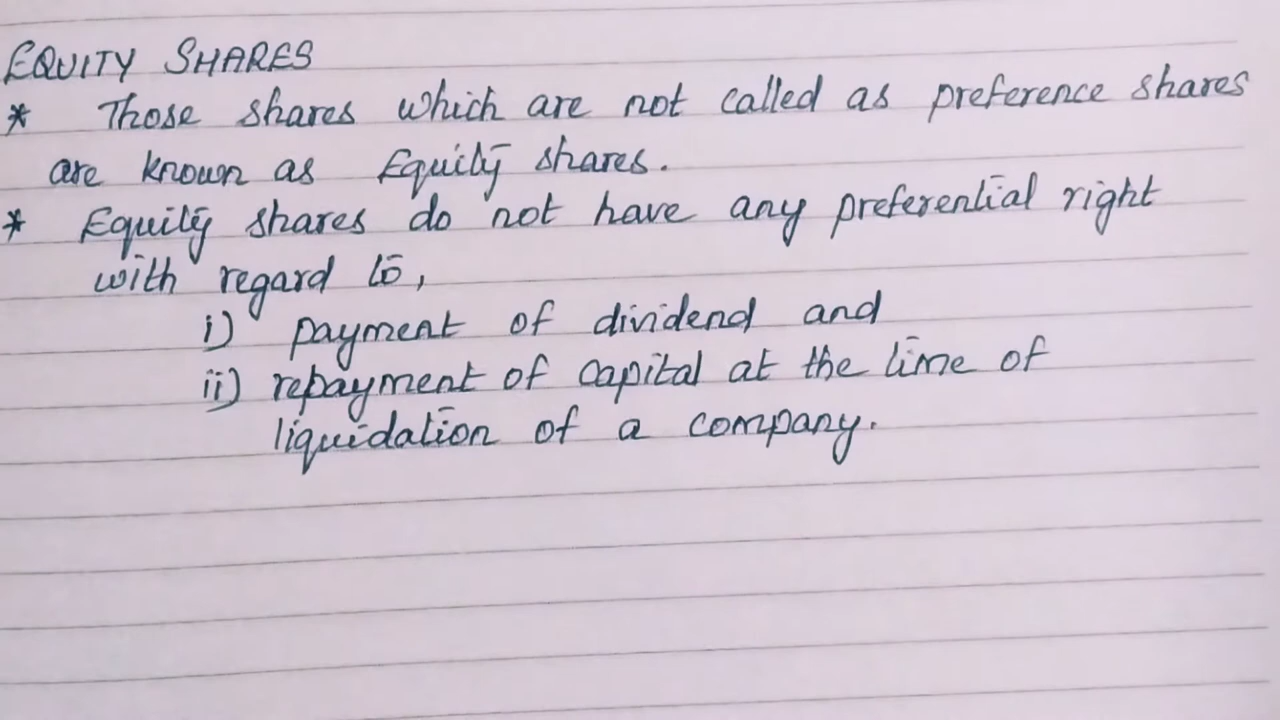 EQUITY SHARES
* Those shares which are not called as preference shares
are known as Equity shares.
* Equity shares do not have any preferential right
with regard to,
i) payment of dividend and
ii) repayment of capital at the time of
liquidation of a company.